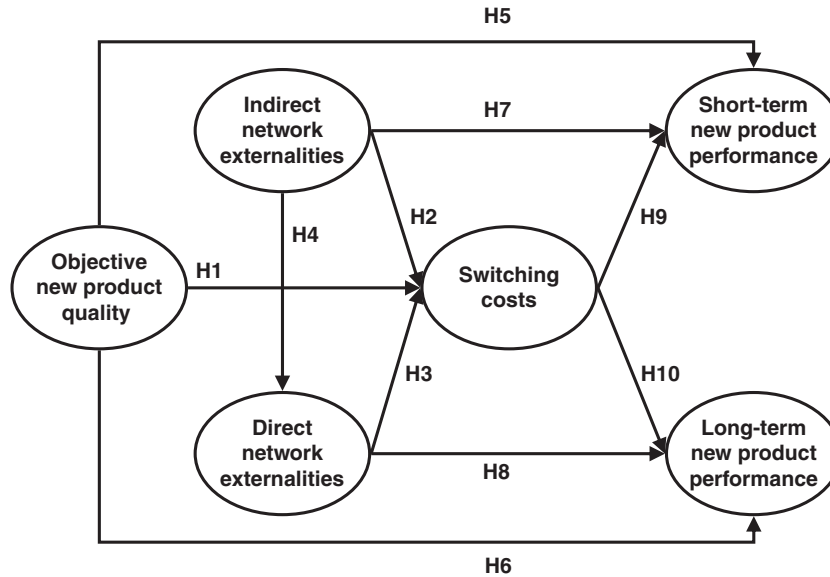 H5
Indirect
network
externalities
H7
Short-term
new product
performance
H2
H9
H4
Objective
new product
quality
H1
Switching
costs
H3
H10
Direct
network
externalities
H8
Long-term
new product
performance
H6